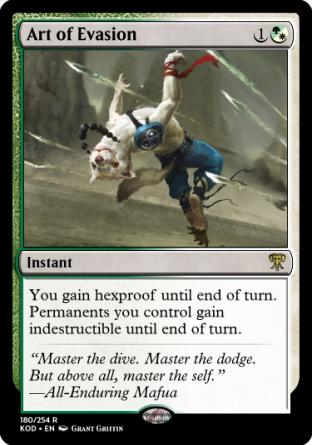 Art of Evasion 1
Instant
You gain hexproof until end of turn.
Permanents you control gain
indestructible until end of turn.
“Master the dive. Master the dodge.
But above all, master the self.”
—All-Enduring Mafua
180/254 R
KOD • EN Grant Griffin